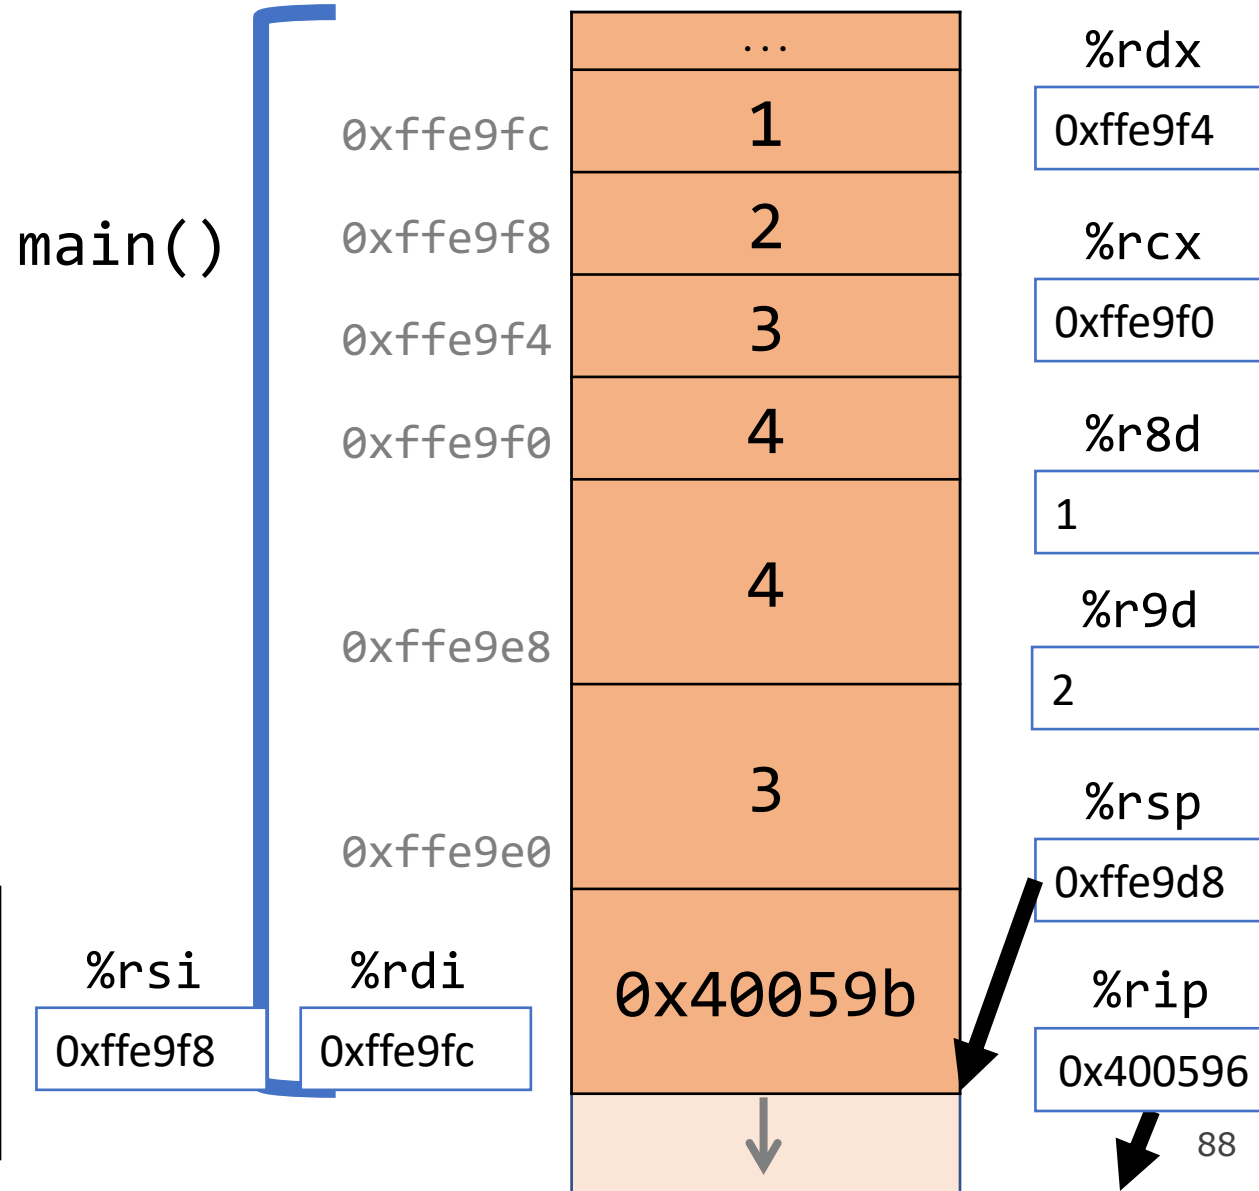 ...
%rdx
0xffe9fc
1
0xffe9f4
main()
0xffe9f8
2
%rcx
0xffe9f4
3
0xffe9f0
0xffe9f0
4
%r8d
1
4
%r9d
0xffe9e8
2
3
%rsp
0xffe9e0
0xffe9d8
%rsi
%rdi
0x40059b
%rip
0xffe9f8
0xffe9fc
0x400596
88